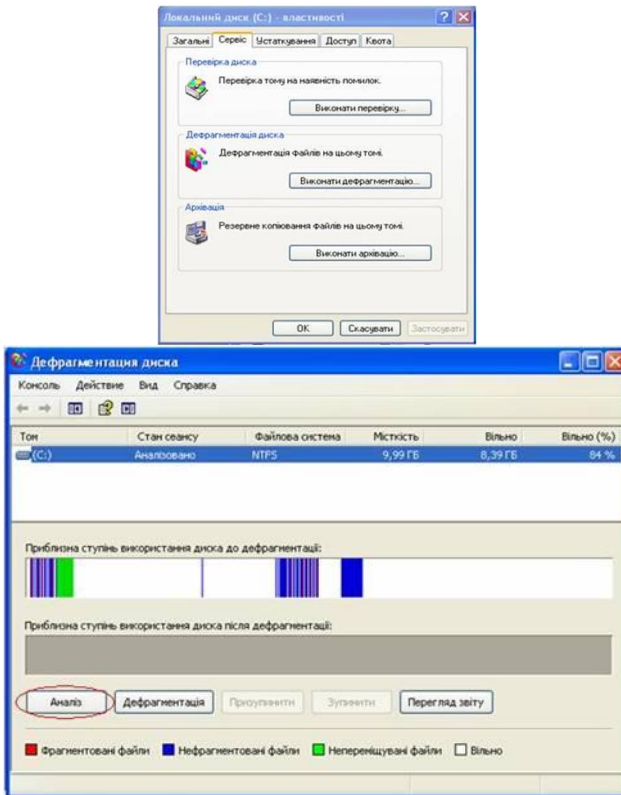 Локальний диск (C:) - властивості
Загальні Сервіс Устаткування Доступ Квота
Перевірка диска
Перевірка тому на наявність помилок.
Виконати перевірку...
Дефрагментація диска
Дефрагментація файлів на цьому томі.
Виконати дефрагментацію...
Архівація
Резервне копіювання файлів на цьому томі.
Виконати архівацію...
ОК Скасувати Застосувати
Дефрагментация диска
Консоль Действие Вид Справка
Том Стан сеансу Файлова система Місткість Вільно Вільно (%)
(C:) Аналізовано NTFS 9,99 ГБ 8,39 ГБ 84 %
Приблизна ступінь використання диска до дефрагментації:
Приблизна ступінь використання диска після дефрагментації:
Аналіз Дефрагментація Призупинити Зупинити Перегляд звіту
Фрагментовані файли Нефрагментовані файли Непереміщувані файли Вільно